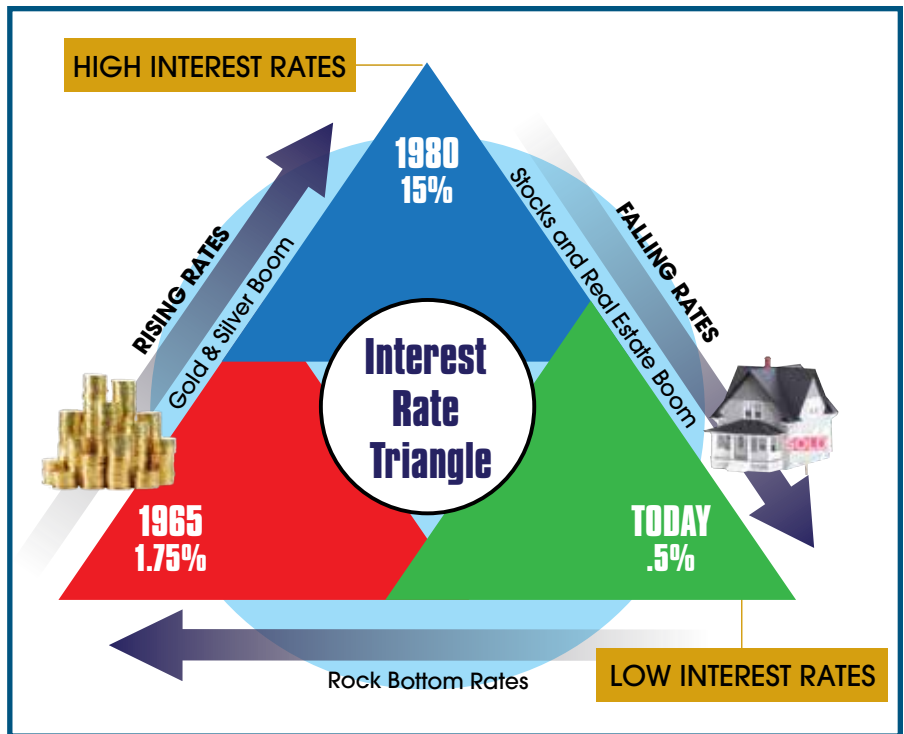 HIGH INTEREST RATES
1980
15%
RISING RATES
Gold & Silver Boom
Stocks and Real Estate Boom
FALLING RATES
Interest
Rate
Triangle
SOLD
1965
1.75%
TODAY
.5%
Rock Bottom Rates
LOW INTEREST RATES